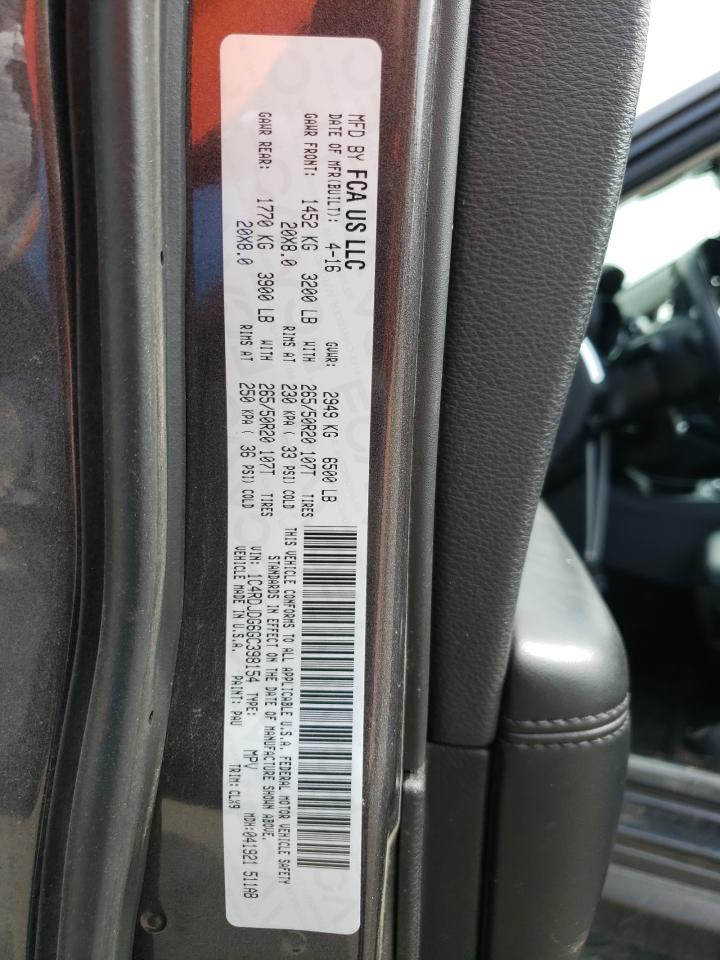 MFD BY FCA US LLC
DATE OF MFR(BUILT): 4-16 GVWR: 2949 KG 6500 LB
GAWR FRONT: 1452 KG 3200 LB WITH 265/50R20 107T TIRES
20X8.0 RIMS AT 230 KPA ( 33 PSI) COLD
GAWR REAR: 1770 KG 3900 LB WITH 265/50R20 107T TIRES
20X8.0 RIMS AT 250 KPA ( 36 PSI) COLD
THIS VEHICLE CONFORMS TO ALL APPLICABLE U.S.A. FEDERAL MOTOR VEHICLE SAFETY
STANDARDS IN EFFECT ON THE DATE OF MANUFACTURE SHOWN ABOVE.
VIN: 1C4RDJDG6GC398154 TYPE: MPV MDH:041921 511AB
VEHICLE MADE IN U.S.A. PAINT: PAU TRIM: CLX9